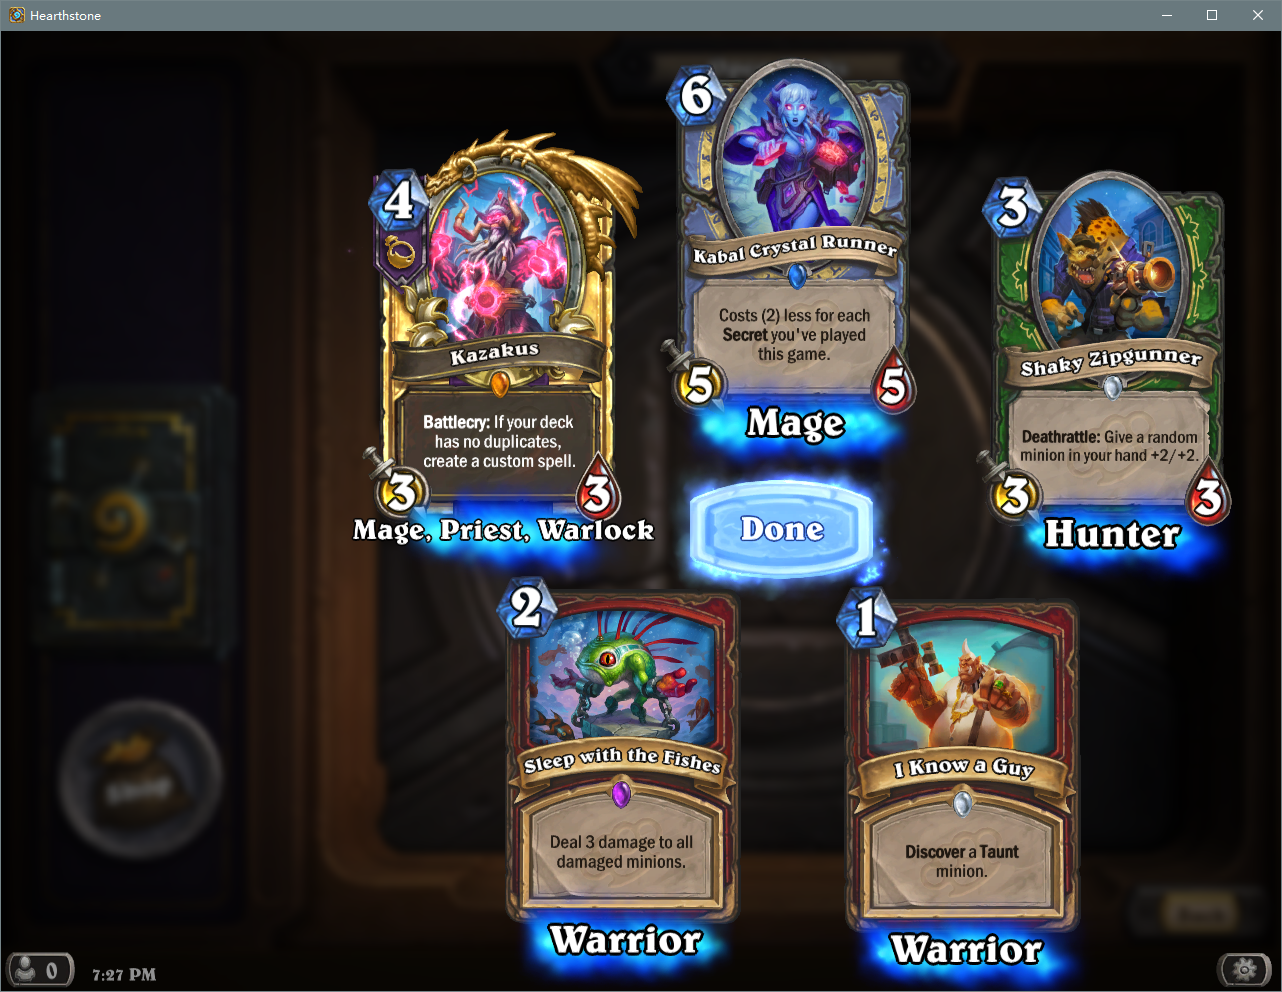 Hearthstone
4
Kazakus
Battlecry: If your deck
has no duplicates,
create a custom spell.
3
3
Mage, Priest, Warlock
6
Kabal Crystal Runner
Costs (2) less for each
Secret you've played
this game.
5
5
Mage
3
Shaky Zipgunner
Deathrattle: Give a random
minion in your hand +2/+2.
3
3
Hunter
Done
2
Sleep with the Fishes
Deal 3 damage to all
damaged minions.
Warrior
1
I Know a Guy
Discover a Taunt
minion.
Warrior
0
7:27 PM